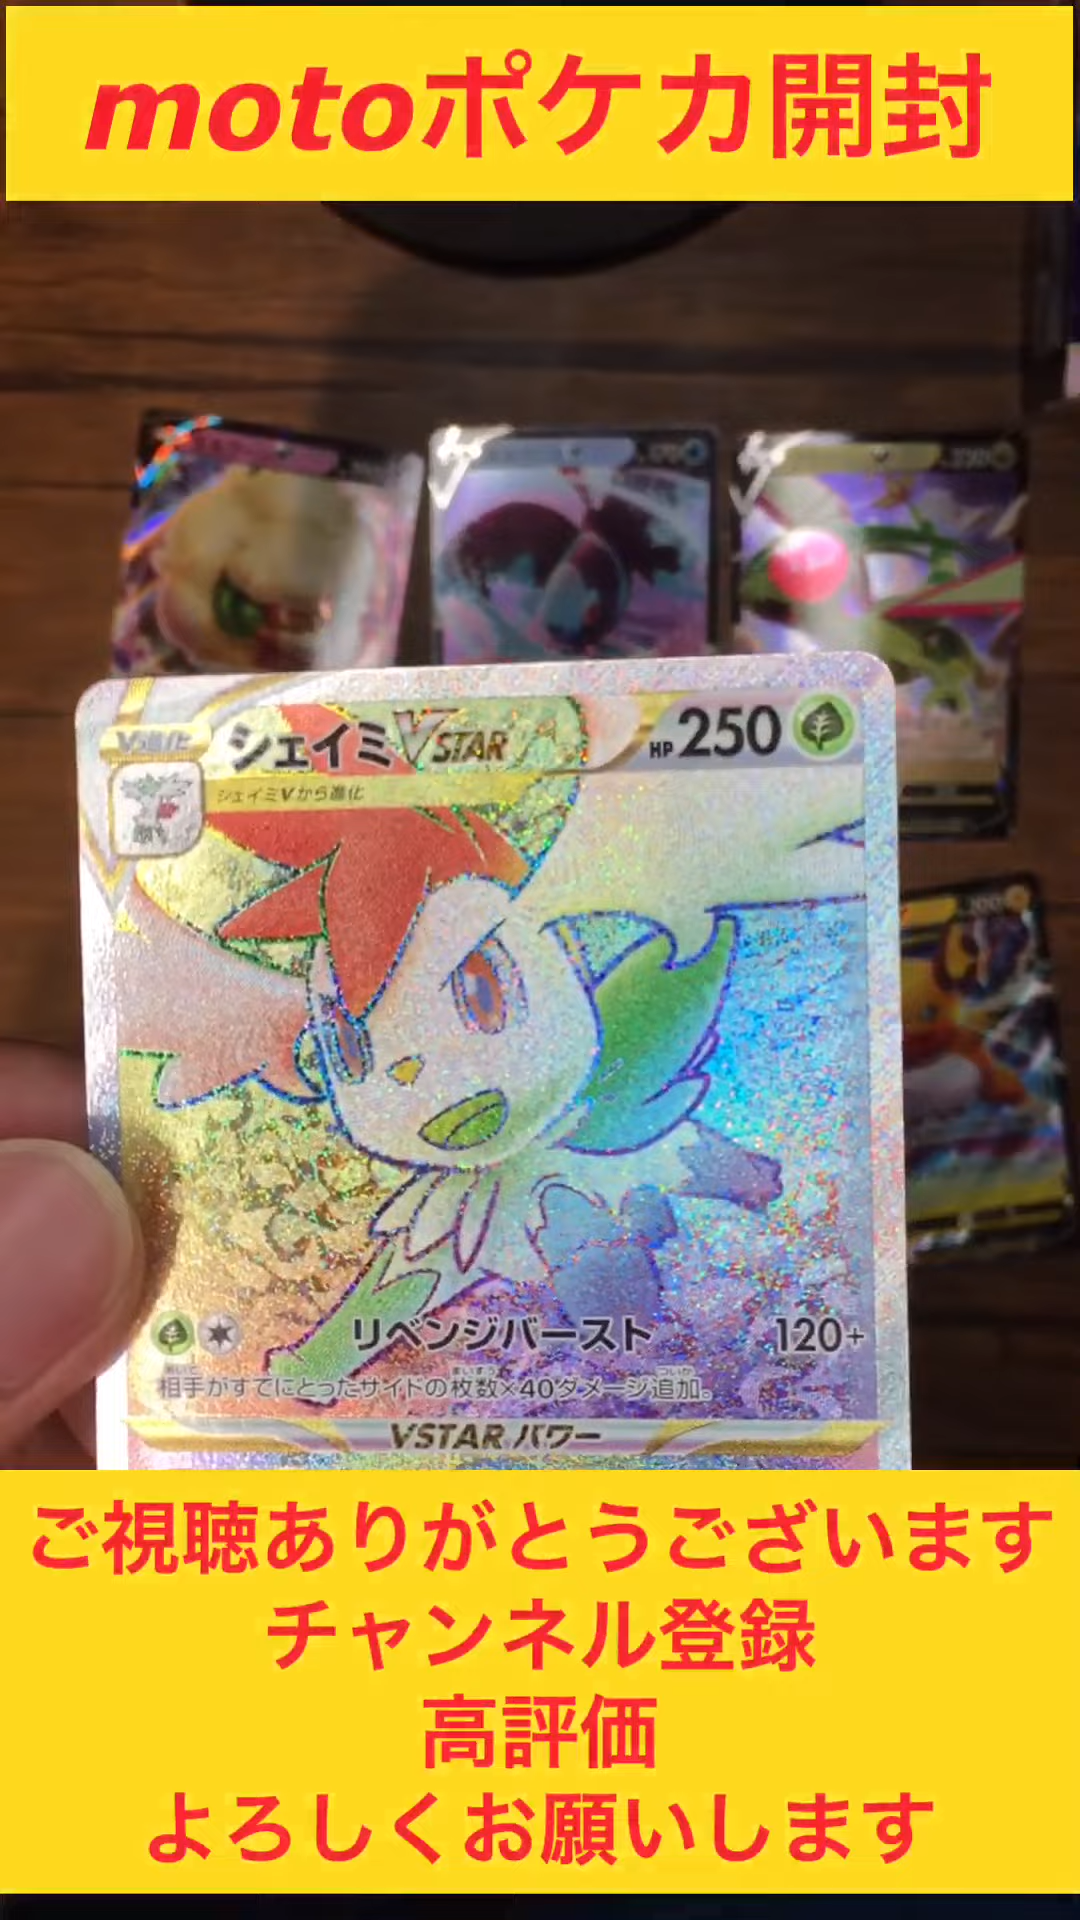 motoポケカ開封
V進化
シェイミVSTAR
HP250
シェイミVから進化
リベンジバースト 120+
相手がすでにとったサイドの枚数×40ダメージ追加。
VSTARパワー
ご視聴ありがとうございます
チャンネル登録
高評価
よろしくお願いします